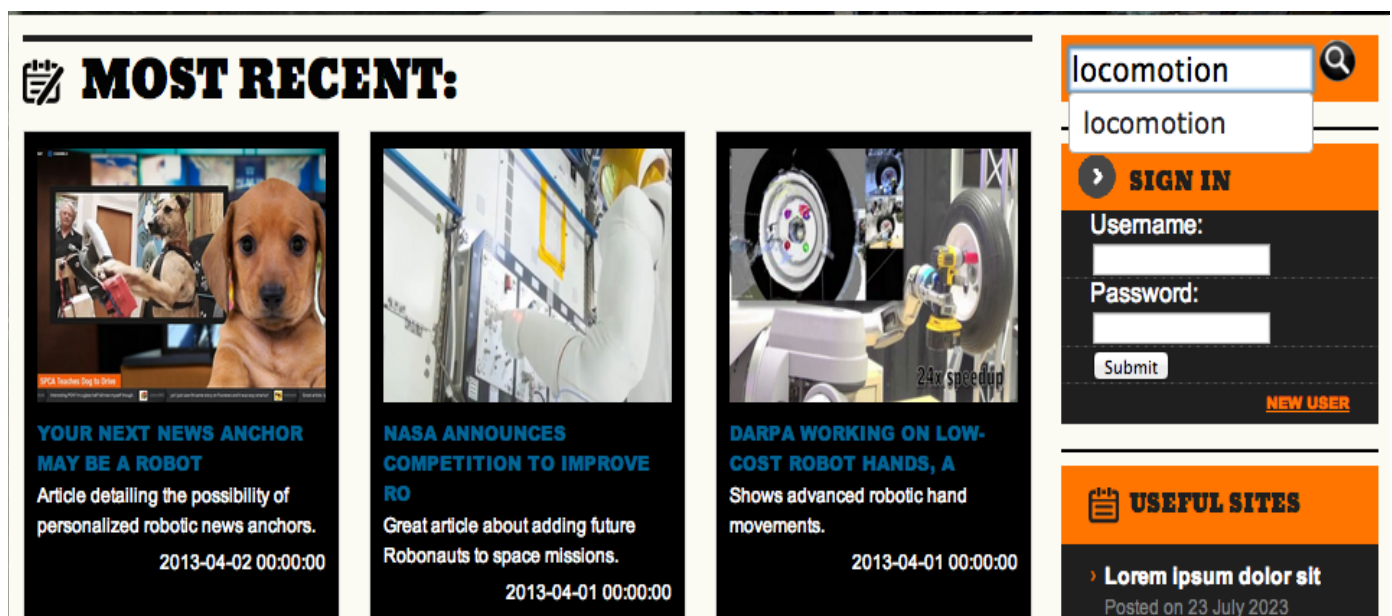 MOST RECENT:
locomotion
locomotion
SIGN IN
Username:
Password:
Submit
NEW USER
SPCA Teaches Dog to Drive
24x speedup
YOUR NEXT NEWS ANCHOR
MAY BE A ROBOT
Article detailing the possibility of
personalized robotic news anchors.
2013-04-02 00:00:00
NASA ANNOUNCES
COMPETITION TO IMPROVE
RO
Great article about adding future
Robonauts to space missions.
2013-04-01 00:00:00
DARPA WORKING ON LOW-
COST ROBOT HANDS, A
Shows advanced robotic hand
movements.
2013-04-01 00:00:00
USEFUL SITES
Lorem ipsum dolor sit
Posted on 23 July 2023